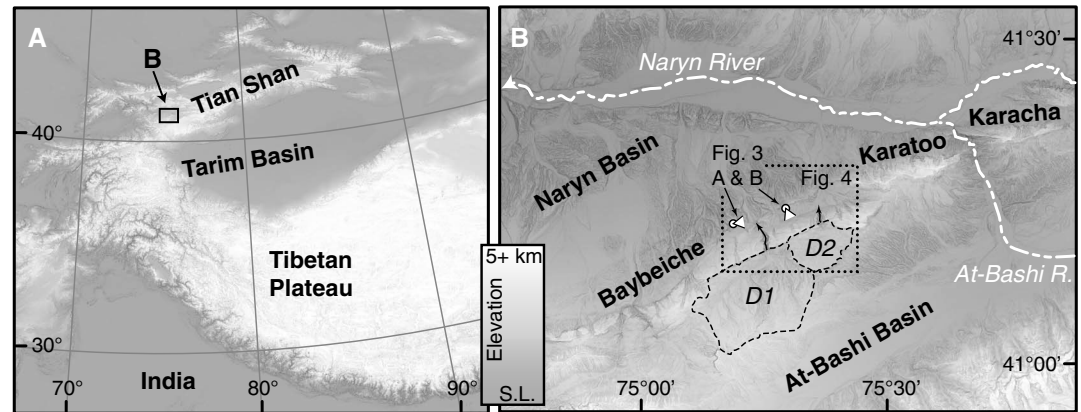 A
B
Tian Shan
40°
Tarim Basin
Tibetan
Plateau
30°
India
70°
80°
90°
5+ km
Elevation
S.L.
B
41°30'
Naryn River
Karacha
Naryn Basin
Karatoo
Fig. 3
A & B
Fig. 4
D2
Baybeiche
D1
At-Bashi R.
At-Bashi Basin
41°00'
75°00'
75°30'